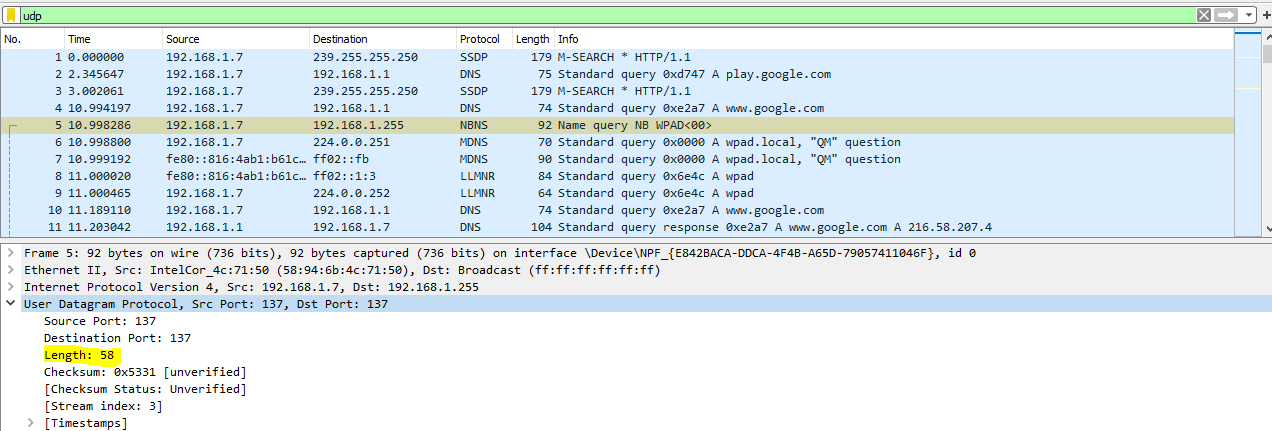 udp
No. Time Source Destination Protocol Length Info
1 0.000000 192.168.1.7 239.255.255.250 SSDP 179 M-SEARCH * HTTP/1.1
2 2.345647 192.168.1.7 192.168.1.1 DNS 75 Standard query 0xd747 A play.google.com
3 3.002061 192.168.1.7 239.255.255.250 SSDP 179 M-SEARCH * HTTP/1.1
4 10.994197 192.168.1.7 192.168.1.1 DNS 74 Standard query 0xe2a7 A www.google.com
5 10.998286 192.168.1.7 192.168.1.255 NBNS 92 Name query NB WPAD<00>
6 10.998800 192.168.1.7 224.0.0.251 MDNS 70 Standard query 0x0000 A wpad.local, "QM" question
7 10.999192 fe80::816:4ab1:b61c… ff02::fb MDNS 90 Standard query 0x0000 A wpad.local, "QM" question
8 11.000020 fe80::816:4ab1:b61c… ff02::1:3 LLMNR 84 Standard query 0x6e4c A wpad
9 11.000465 192.168.1.7 224.0.0.252 LLMNR 64 Standard query 0x6e4c A wpad
10 11.189110 192.168.1.7 192.168.1.1 DNS 74 Standard query 0xe2a7 A www.google.com
11 11.203042 192.168.1.1 192.168.1.7 DNS 104 Standard query response 0xe2a7 A www.google.com A 216.58.207.4
Frame 5: 92 bytes on wire (736 bits), 92 bytes captured (736 bits) on interface \Device\NPF_{E842BACA-DDCA-4F4B-A65D-79057411046F}, id 0
Ethernet II, Src: IntelCor_4c:71:50 (58:94:6b:4c:71:50), Dst: Broadcast (ff:ff:ff:ff:ff:ff)
Internet Protocol Version 4, Src: 192.168.1.7, Dst: 192.168.1.255
User Datagram Protocol, Src Port: 137, Dst Port: 137
Source Port: 137
Destination Port: 137
Length: 58
Checksum: 0x5331 [unverified]
[Checksum Status: Unverified]
[Stream index: 3]
[Timestamps]